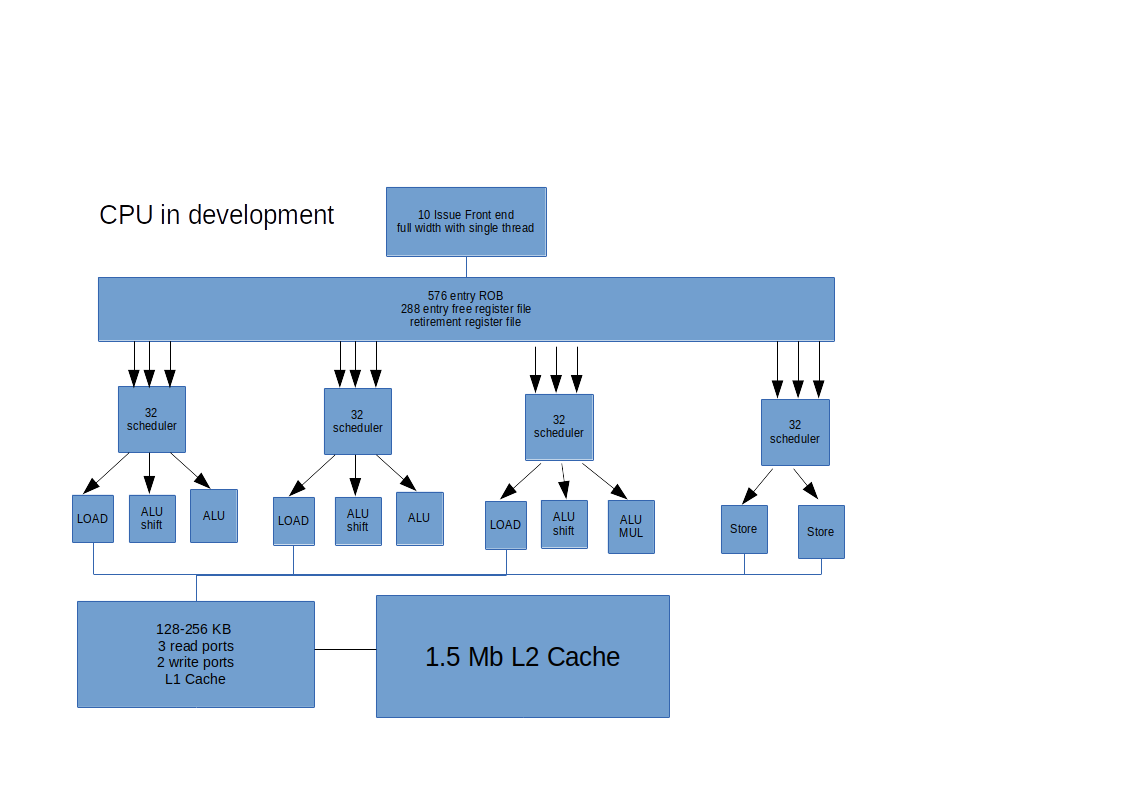 CPU in development
10 Issue Front end
full width with single thread
576 entry ROB
288 entry free register file
retirement register file
32
scheduler
32
scheduler
32
scheduler
32
scheduler
LOAD
ALU
shift
ALU
LOAD
ALU
shift
ALU
LOAD
ALU
shift
ALU
MUL
Store
Store
128-256 KB
3 read ports
2 write ports
L1 Cache
1.5 Mb L2 Cache